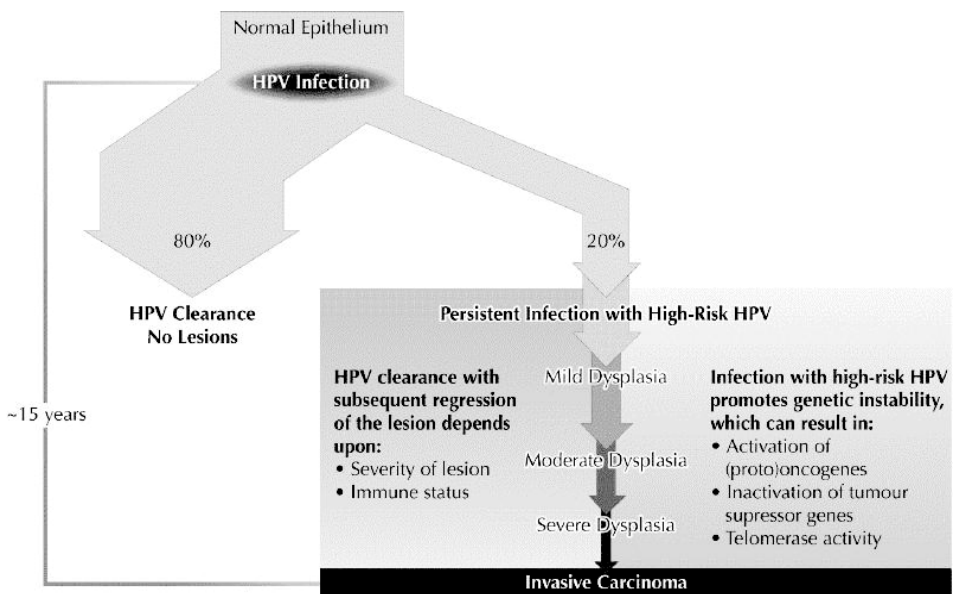 Normal Epithelium
HPV Infection
80%
20%
HPV Clearance
No Lesions
~15 years
Persistent Infection with High-Risk HPV
HPV clearance with
subsequent regression
of the lesion depends
upon:
• Severity of lesion
• Immune status
Mild Dysplasia
Moderate Dysplasia
Severe Dysplasia
Infection with high-risk HPV
promotes genetic instability,
which can result in:
• Activation of
(proto)oncogenes
• Inactivation of tumour
supressor genes
• Telomerase activity
Invasive Carcinoma